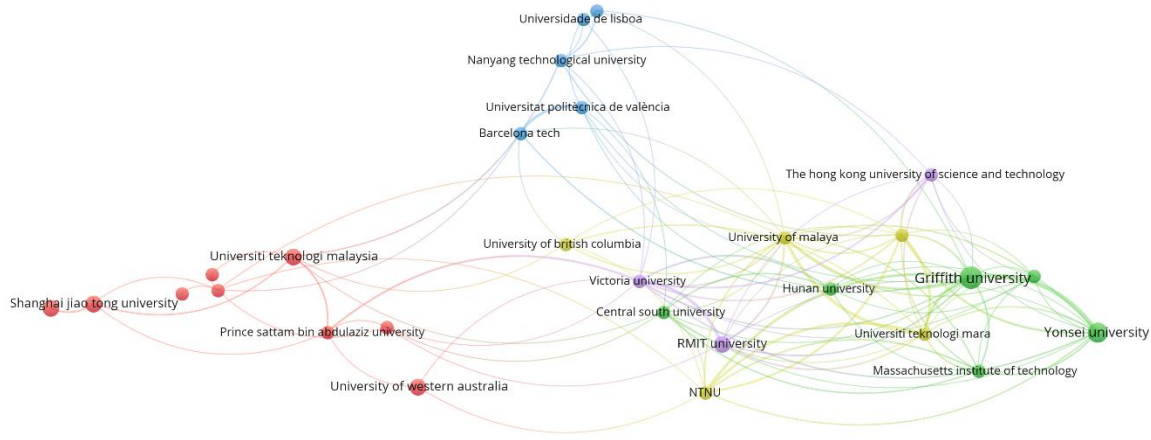 Universidade de lisboa
Nanyang technological university
Universitat politècnica de valència
Barcelona tech
The hong kong university of science and technology
University of british columbia
University of malaya
Universiti teknologi malaysia
Victoria university
Griffith university
Hunan university
Shanghai jiao tong university
Central south university
Prince sattam bin abdulaziz university
RMIT university
Universiti teknologi mara
Yonsei university
Massachusetts institute of technology
University of western australia
NTNU